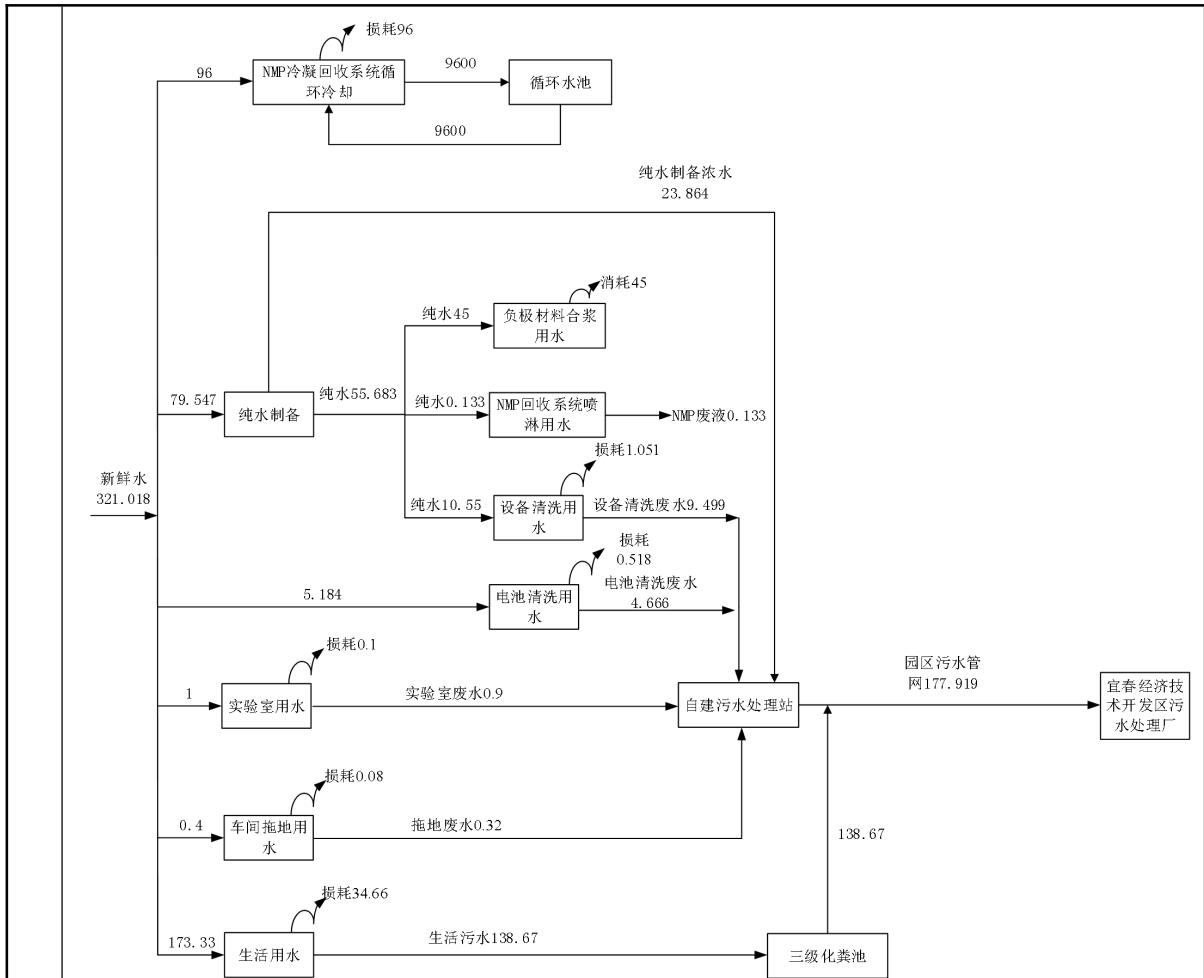 损耗96
96
NMP冷凝回收系统循
环冷却
9600
循环水池
9600
纯水制备浓水
23.864
消耗45
纯水45
负极材料合浆
用水
79.547
纯水制备
纯水55.683
纯水0.133
NMP回收系统喷
淋用水
NMP废液0.133
损耗1.051
新鲜水
321.018
纯水10.55
设备清洗用
水
设备清洗废水9.499
损耗
0.518
5.184
电池清洗用
水
电池清洗废水
4.666
损耗0.1
1
实验室用水
实验室废水0.9
自建污水处理站
园区污水管
网177.919
宜春经济技
术开发区污
水处理厂
损耗0.08
0.4
车间拖地用
水
拖地废水0.32
138.67
损耗34.66
173.33
生活用水
生活污水138.67
三级化粪池